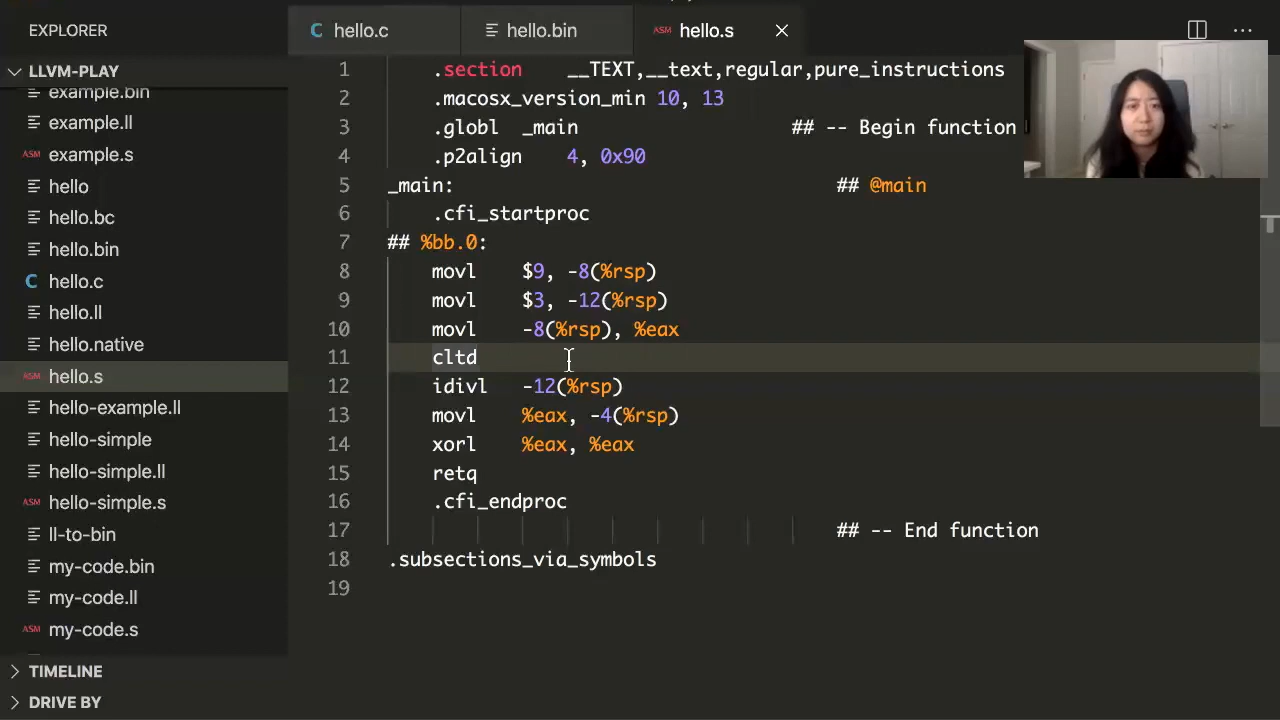 EXPLORER
C hello.c
hello.bin
ASM hello.s
LLVM-PLAY
example.bin
example.ll
ASM example.s
hello
hello.bc
hello.bin
C hello.c
hello.ll
hello.native
ASM hello.s
hello-example.ll
hello-simple
hello-simple.ll
ASM hello-simple.s
ll-to-bin
my-code.bin
my-code.ll
ASM my-code.s
TIMELINE
DRIVE BY
1 .section __TEXT,__text,regular,pure_instructions
2 .macosx_version_min 10, 13
3 .globl _main ## -- Begin function
4 .p2align 4, 0x90
5 _main: ## @main
6 .cfi_startproc
7 ## %bb.0:
8 movl $9, -8(%rsp)
9 movl $3, -12(%rsp)
10 movl -8(%rsp), %eax
11 cltd
12 idivl -12(%rsp)
13 movl %eax, -4(%rsp)
14 xorl %eax, %eax
15 retq
16 .cfi_endproc
17 ## -- End function
18 .subsections_via_symbols
19